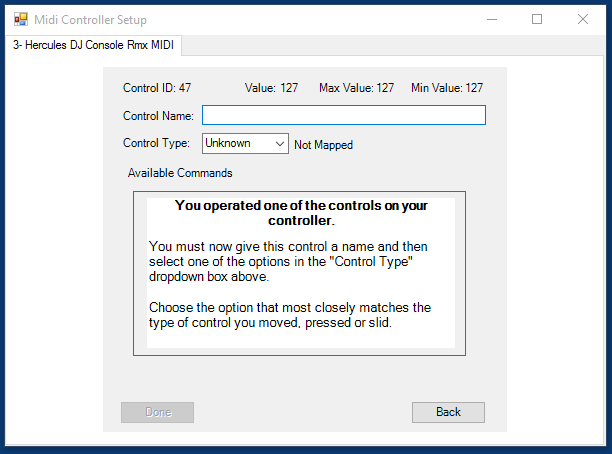 Midi Controller Setup
3- Hercules DJ Console Rmx MIDI
Control ID: 47 Value: 127 Max Value: 127 Min Value: 127
Control Name:
Control Type: Unknown Not Mapped
Available Commands
You operated one of the controls on your
controller.
You must now give this control a name and then
select one of the options in the "Control Type"
dropdown box above.
Choose the option that most closely matches the
type of control you moved, pressed or slid.
Done Back